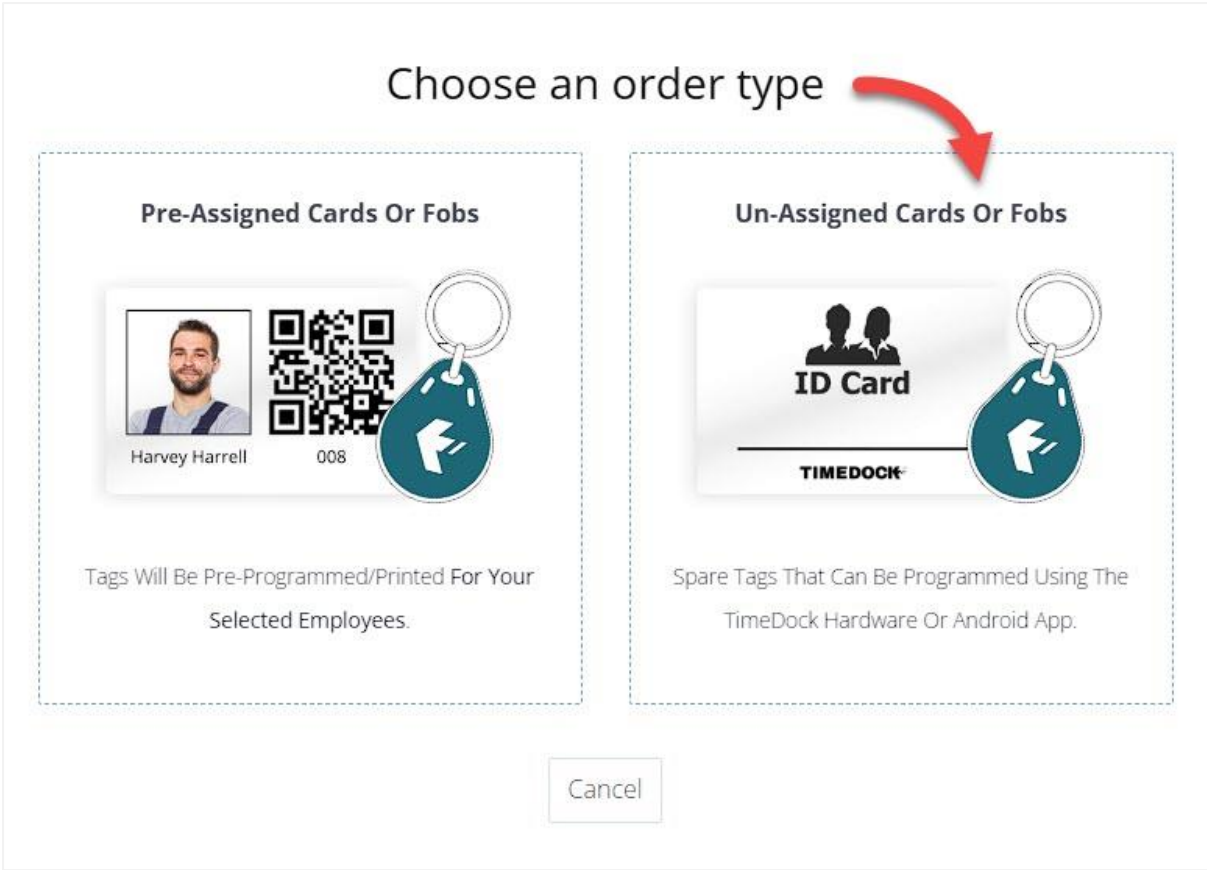 Choose an order type
Pre-Assigned Cards Or Fobs
Harvey Harrell
008
Tags Will Be Pre-Programmed/Printed For Your
Selected Employees.
Un-Assigned Cards Or Fobs
ID Card
TIMEDOCK
Spare Tags That Can Be Programmed Using The
TimeDock Hardware Or Android App.
Cancel